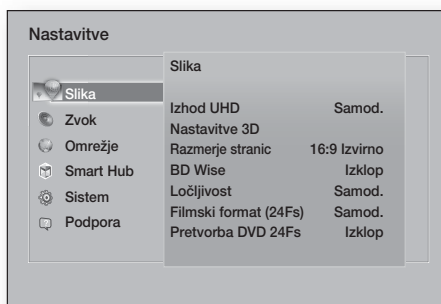 Nastavitve
Slika
Zvok
Omrežje
Smart Hub
Sistem
Podpora
Slika
Izhod UHD Samod.
Nastavitve 3D
Razmerje stranic 16:9 Izvirno
BD Wise Izklop
Ločljivost Samod.
Filmski format (24Fs) Samod.
Pretvorba DVD 24Fs Izklop